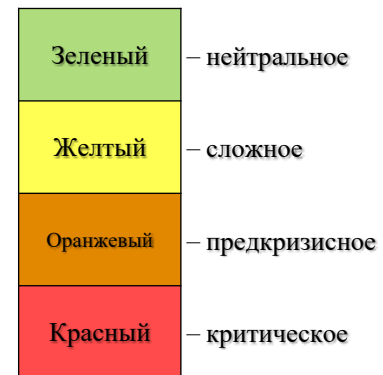 Зеленый – нейтральное
Желтый – сложное
Оранжевый – предкризисное
Красный – критическое